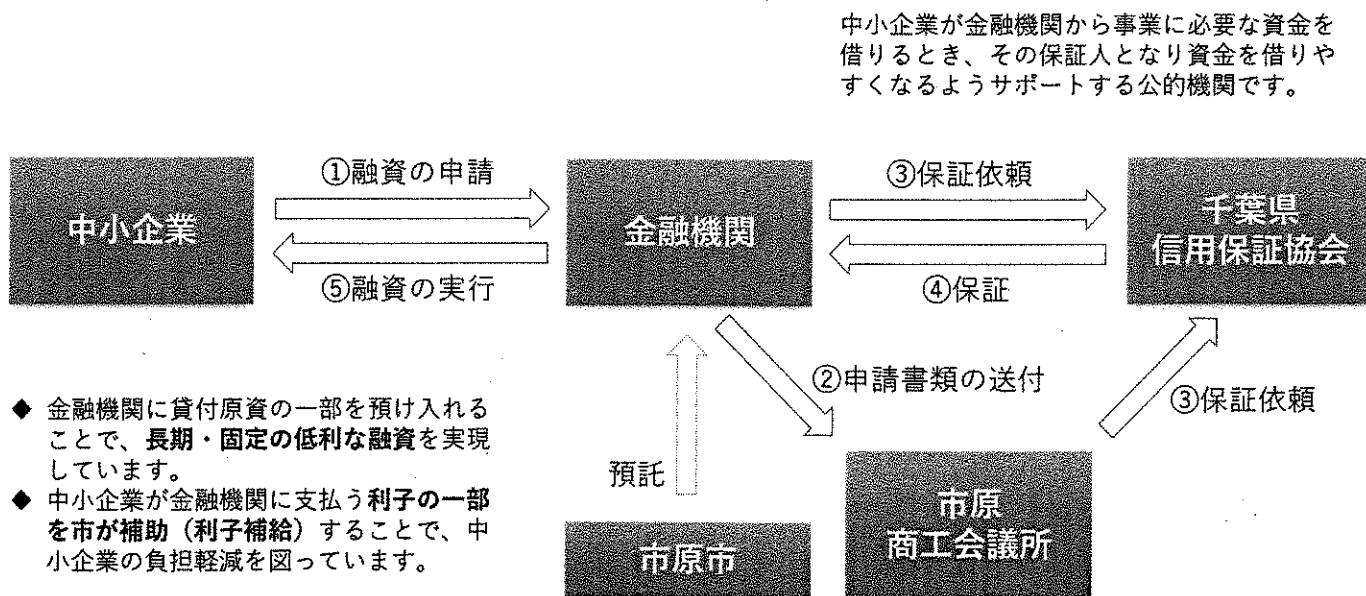 中小企業が金融機関から事業に必要な資金を
借りるとき、その保証人となり資金を借りや
すくなるようサポートする公的機関です。
①融資の申請
③保証依頼
中小企業
金融機関
千葉県
信用保証協会
⑤融資の実行
④保証
②申請書類の送付
③保証依頼
◆ 金融機関に貸付原資の一部を預け入れる
ことで、長期・固定の低利な融資を実現
しています。
◆ 中小企業が金融機関に支払う利子の一部
を市が補助（利子補給）することで、中
小企業の負担軽減を図っています。
預託
市原市
市原
商工会議所